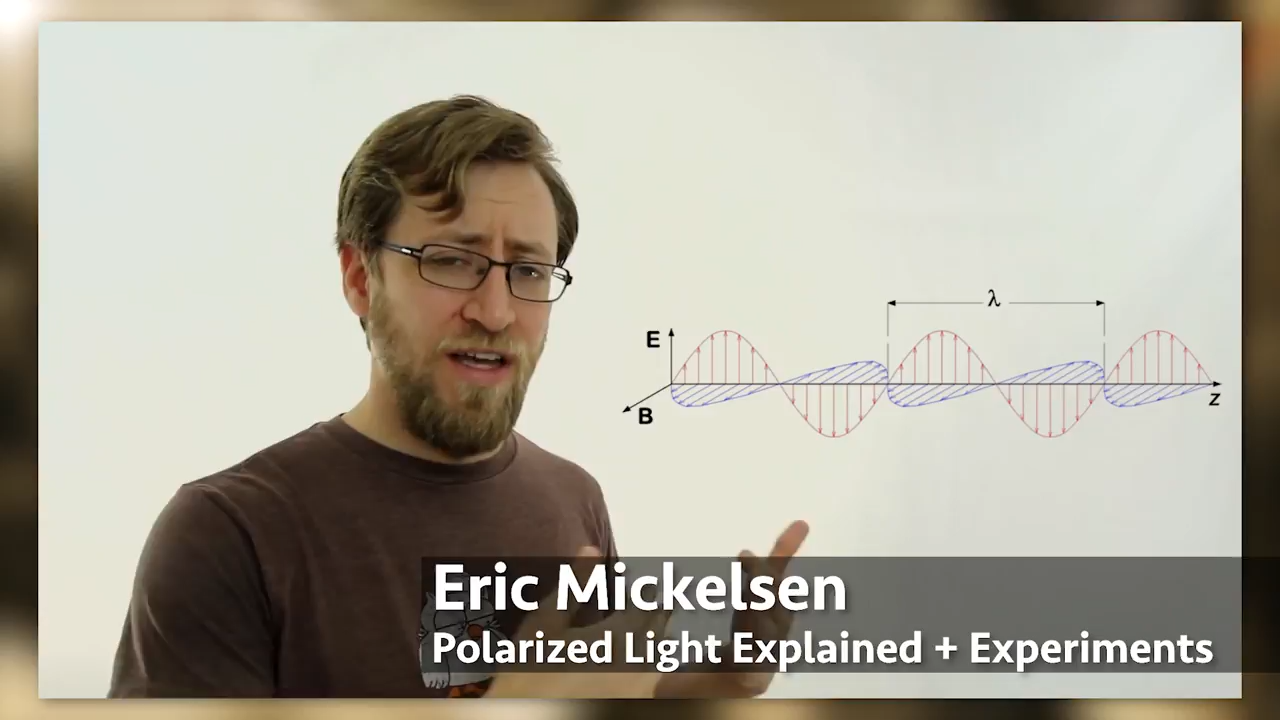 λ
E
B
z
Eric Mickelsen
Polarized Light Explained + Experiments